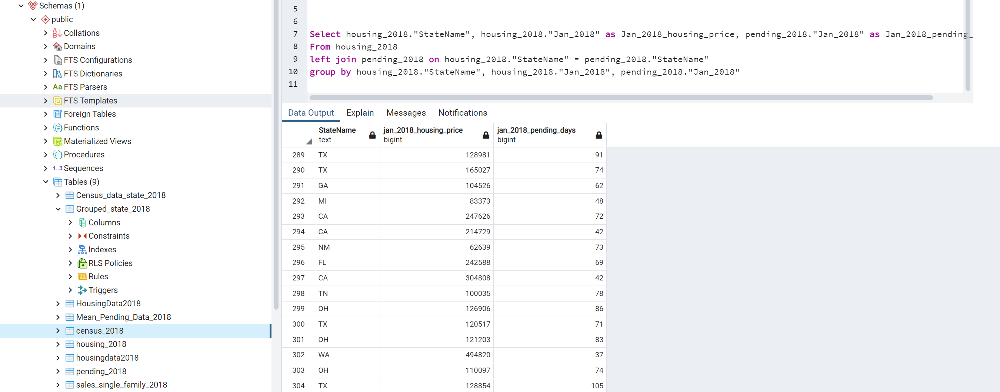 Schemas (1)
public
Collations
Domains
FTS Configurations
FTS Dictionaries
Aa FTS Parsers
FTS Templates
Foreign Tables
Functions
Materialized Views
Procedures
1..3 Sequences
Tables (9)
Census_data_state_2018
Grouped_state_2018
Columns
Constraints
Indexes
RLS Policies
Rules
Triggers
HousingData2018
Mean_Pending_Data_2018
census_2018
housing_2018
housingdata2018
pending_2018
sales_single_family_2018
5
6
7 Select housing_2018."StateName", housing_2018."Jan_2018" as Jan_2018_housing_price, pending_2018."Jan_2018" as Jan_2018_pending_
8 From housing_2018
9 left join pending_2018 on housing_2018."StateName" = pending_2018."StateName"
10 group by housing_2018."StateName", housing_2018."Jan_2018", pending_2018."Jan_2018"
11
Data Output Explain Messages Notifications
StateName jan_2018_housing_price jan_2018_pending_days
text bigint bigint
289 TX 128981 91
290 TX 165027 74
291 GA 104526 62
292 MI 83373 48
293 CA 247626 72
294 CA 214729 42
295 NM 62639 73
296 FL 242588 69
297 CA 304808 42
298 TN 100035 78
299 OH 126906 86
300 TX 120517 71
301 OH 121203 83
302 WA 494820 37
303 OH 110097 74
304 TX 128854 105